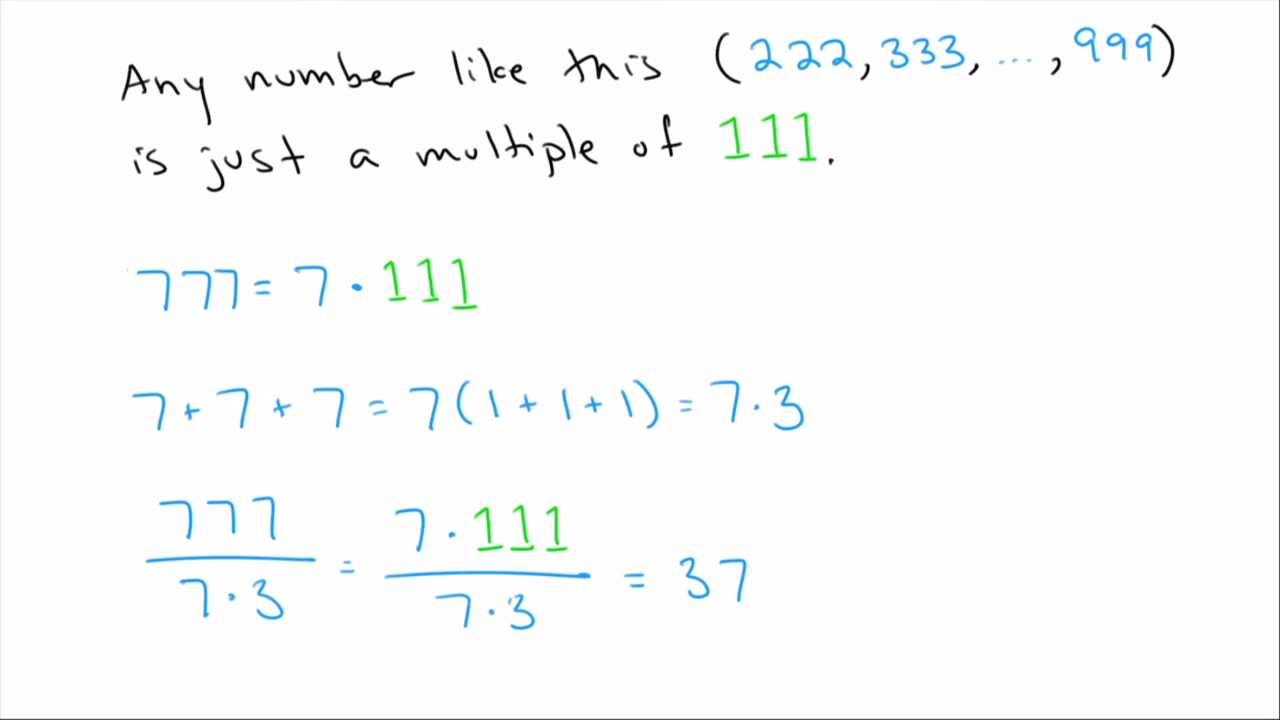 Any number like this (222, 333, ..., 999)
is just a multiple of 111.
777 = 7 · 111
7 + 7 + 7 = 7(1 + 1 + 1) = 7 · 3
777 / 7 · 3 = 7 · 111 / 7 · 3 = 37